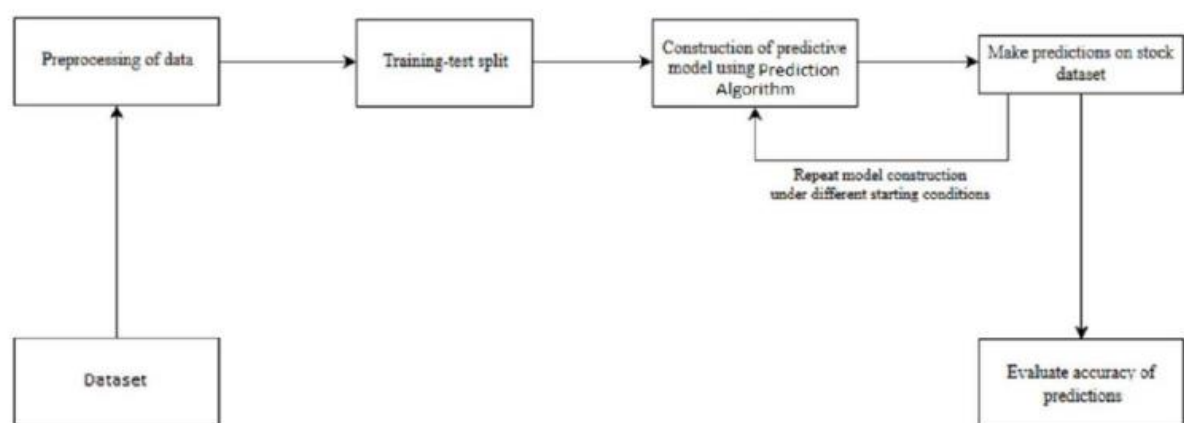 Preprocessing of data
Training-test split
Construction of predictive
model using Prediction
Algorithm
Make predictions on stock
dataset
Repeat model construction
under different starting conditions
Dataset
Evaluate accuracy of
predictions